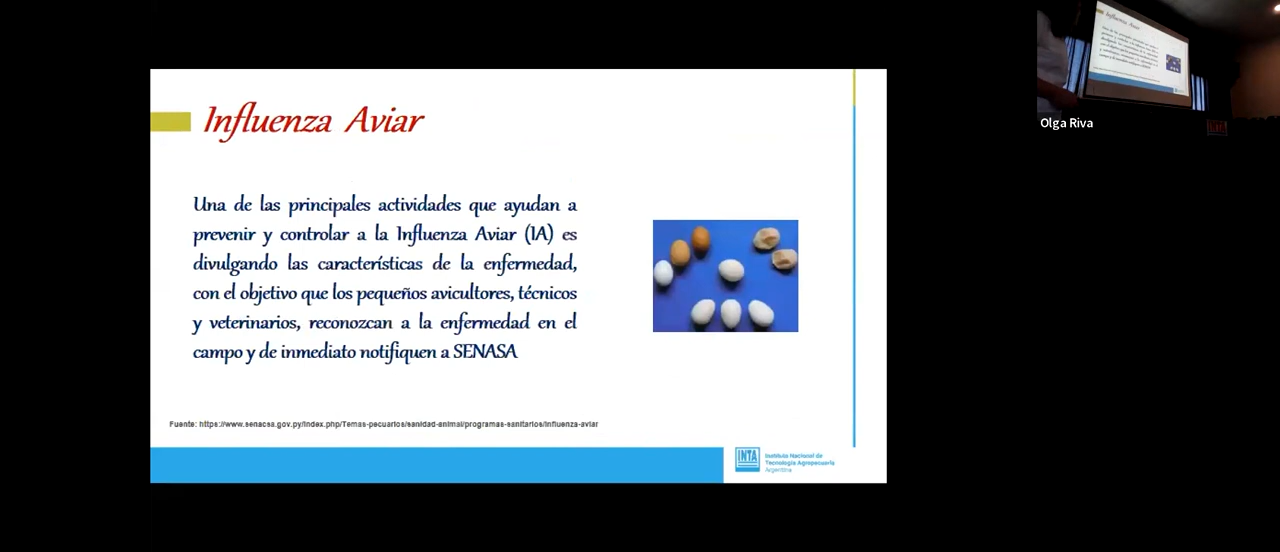 Influenza Aviar
Una de las principales actividades que ayudan a
prevenir y controlar a la Influenza Aviar (IA) es
divulgando las características de la enfermedad,
con el objetivo que los pequeños avicultores, técnicos
y veterinarios, reconozcan a la enfermedad en el
campo y de inmediato notifiquen a SENASA
Fuente: https://www.senacsa.gov.py/index.php/Temas-pecuarios/sanidad-animal/programas-sanitarios/influenza-aviar
INTA
Instituto Nacional de
Tecnología Agropecuaria
Argentina
Influenza Aviar
Olga Riva